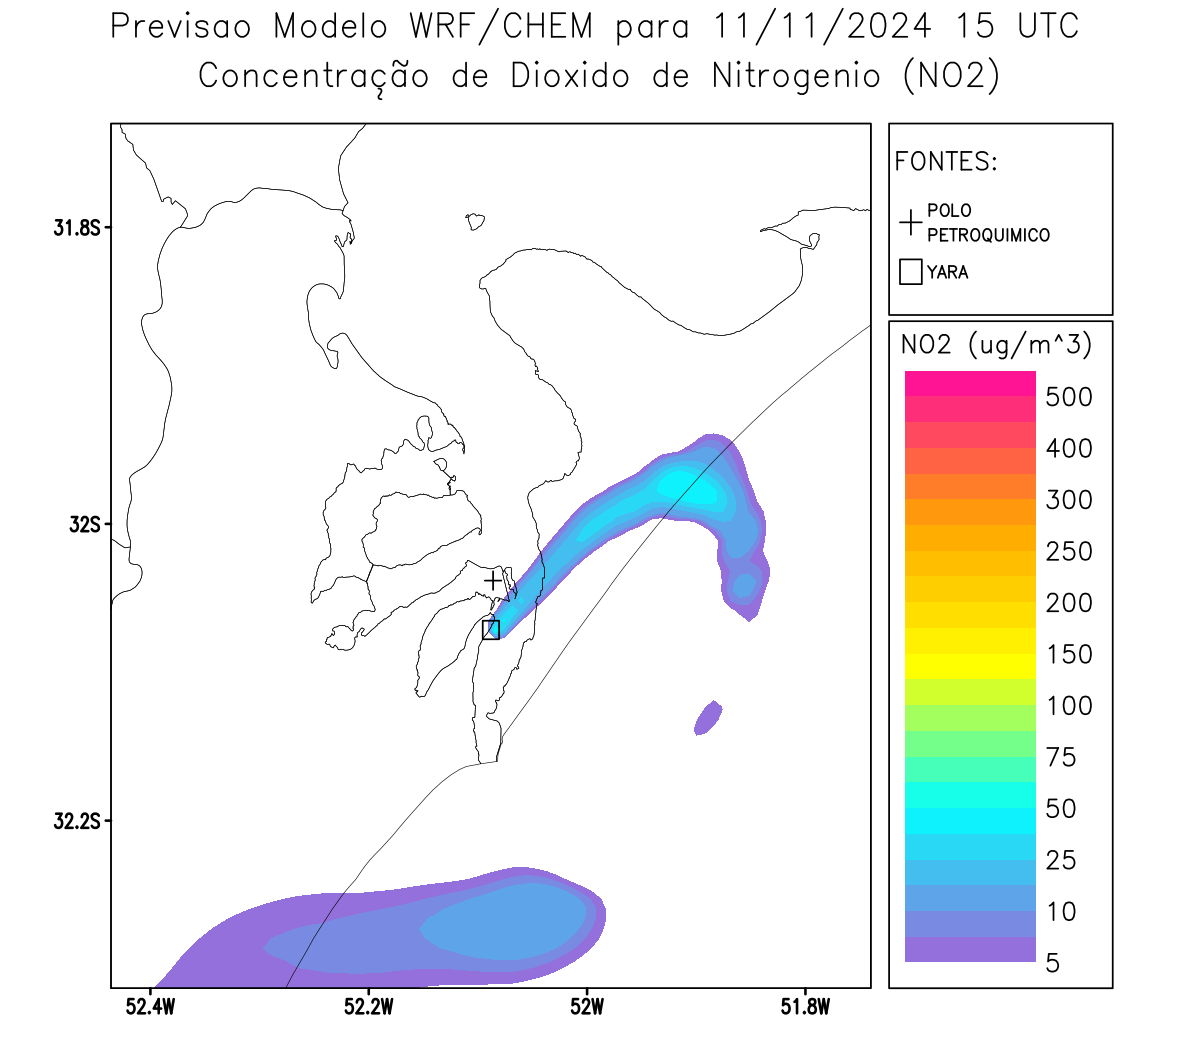 Previsao Modelo WRF/CHEM para 11/11/2024 15 UTC
Concentração de Dioxido de Nitrogenio (NO2)
FONTES:
POLO
PETROQUIMICO
YARA
NO2 (ug/m^3)
500
400
300
250
200
150
100
75
50
25
10
5
31.8S
32S
32.2S
52.4W
52.2W
52W
51.8W